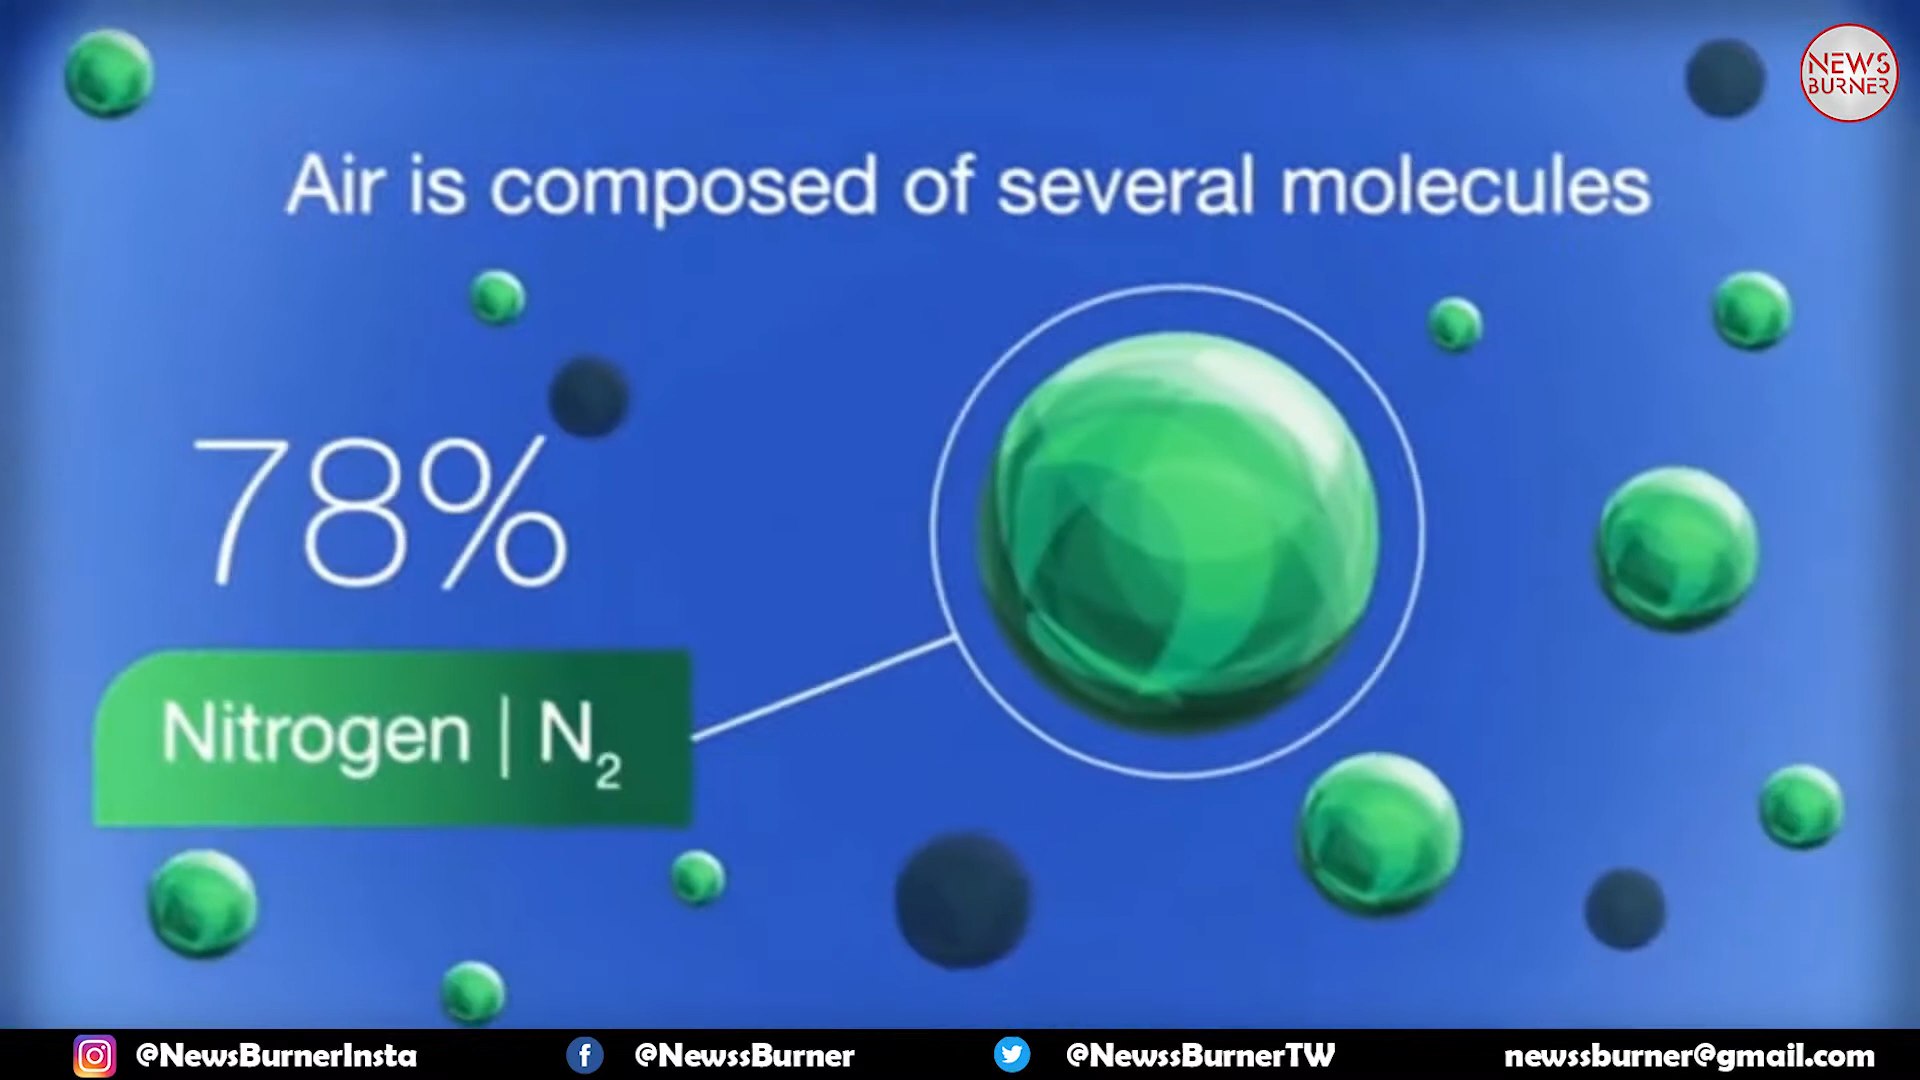 NEWS
BURNER
Air is composed of several molecules
78%
Nitrogen | N₂
@NewsBurnerInsta
@NewssBurner
@NewssBurnerTW
newssburner@gmail.com